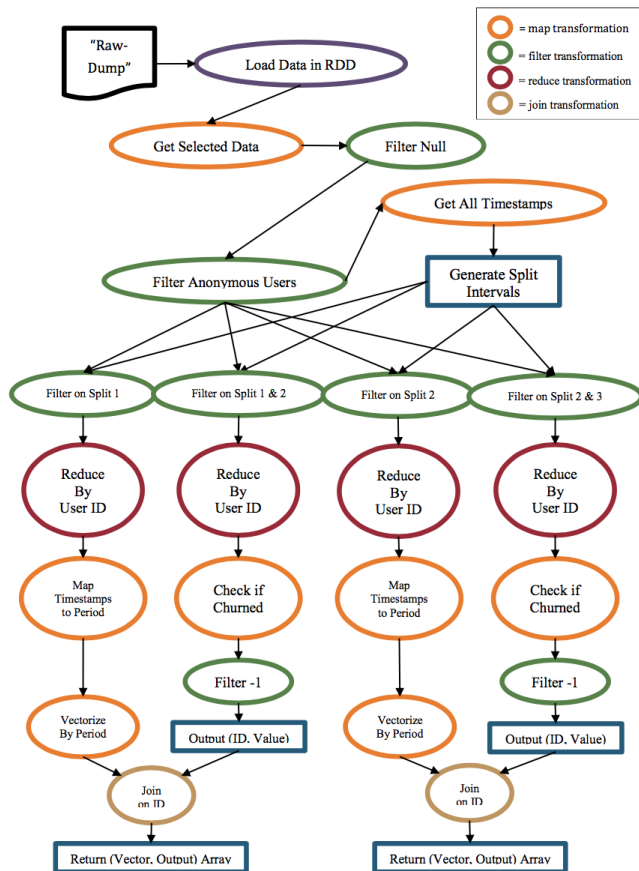 “Raw-
Dump”
Load Data in RDD
= map transformation
= filter transformation
= reduce transformation
= join transformation
Get Selected Data
Filter Null
Get All Timestamps
Filter Anonymous Users
Generate Split
Intervals
Filter on Split 1
Filter on Split 1 & 2
Filter on Split 2
Filter on Split 2 & 3
Reduce
By
User ID
Reduce
By
User ID
Reduce
By
User ID
Reduce
By
User ID
Map
Timestamps
to Period
Check if
Churned
Map
Timestamps
to Period
Check if
Churned
Filter -1
Filter -1
Vectorize
By Period
Output (ID, Value)
Vectorize
By Period
Output (ID, Value)
Join
on ID
Join
on ID
Return (Vector, Output) Array
Return (Vector, Output) Array